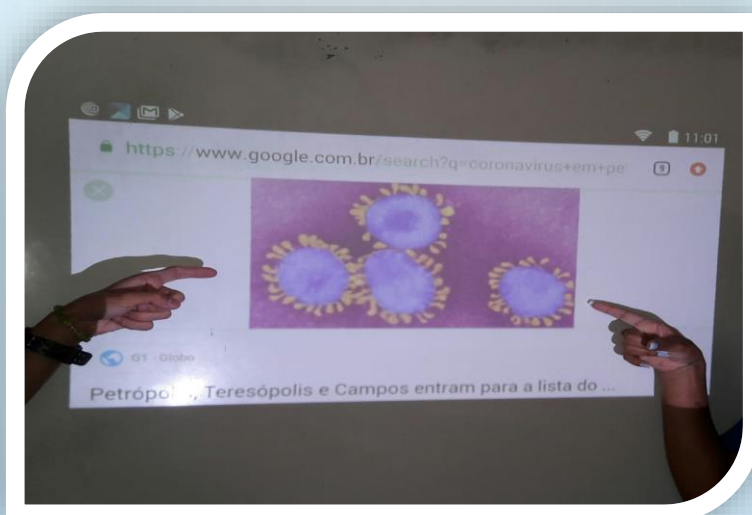 11:01
https://www.google.com.br/search?q=coronavirus+em+pe
9
G1 - Globo
Teresópolis e Campos entram para a lista do ...